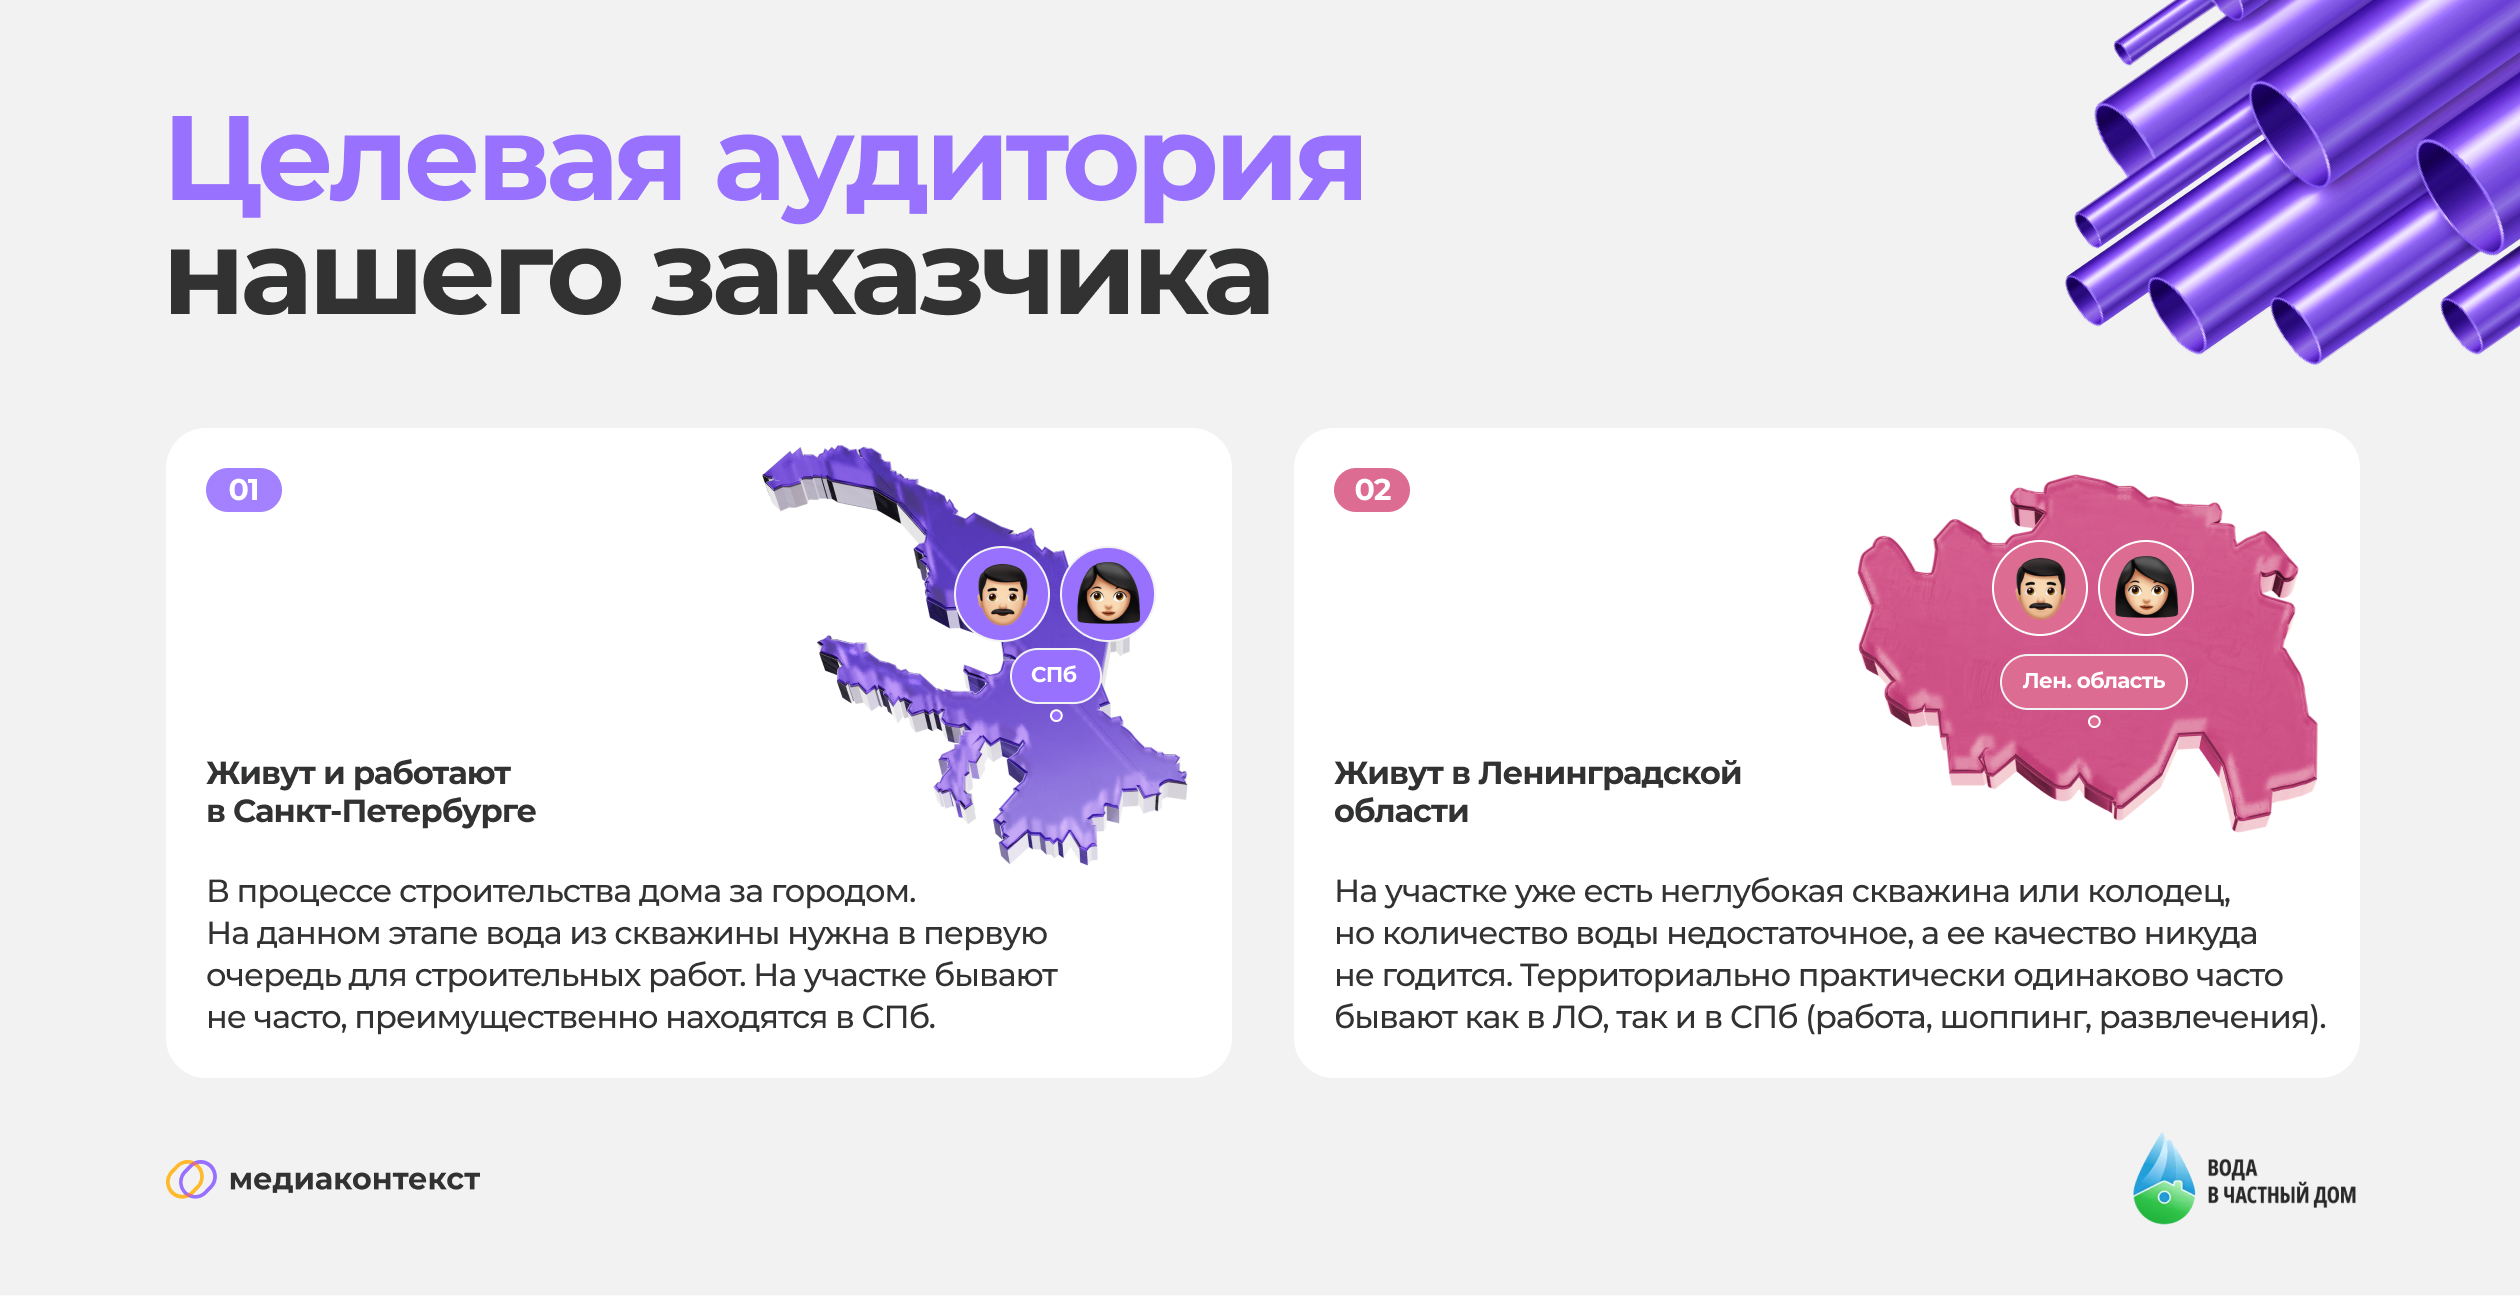 Целевая аудитория
нашего заказчика
01
СПб
Живут и работают
в Санкт-Петербурге
В процессе строительства дома за городом.
На данном этапе вода из скважины нужна в первую
очередь для строительных работ. На участке бывают
не часто, преимущественно находятся в СПб.
02
Лен. область
Живут в Ленинградской
области
На участке уже есть неглубокая скважина или колодец,
но количество воды недостаточное, а ее качество никуда
не годится. Территориально практически одинаково часто
бывают как в ЛО, так и в СПб (работа, шоппинг, развлечения).
медиаконтекст
ВОДА
В ЧАСТНЫЙ ДОМ